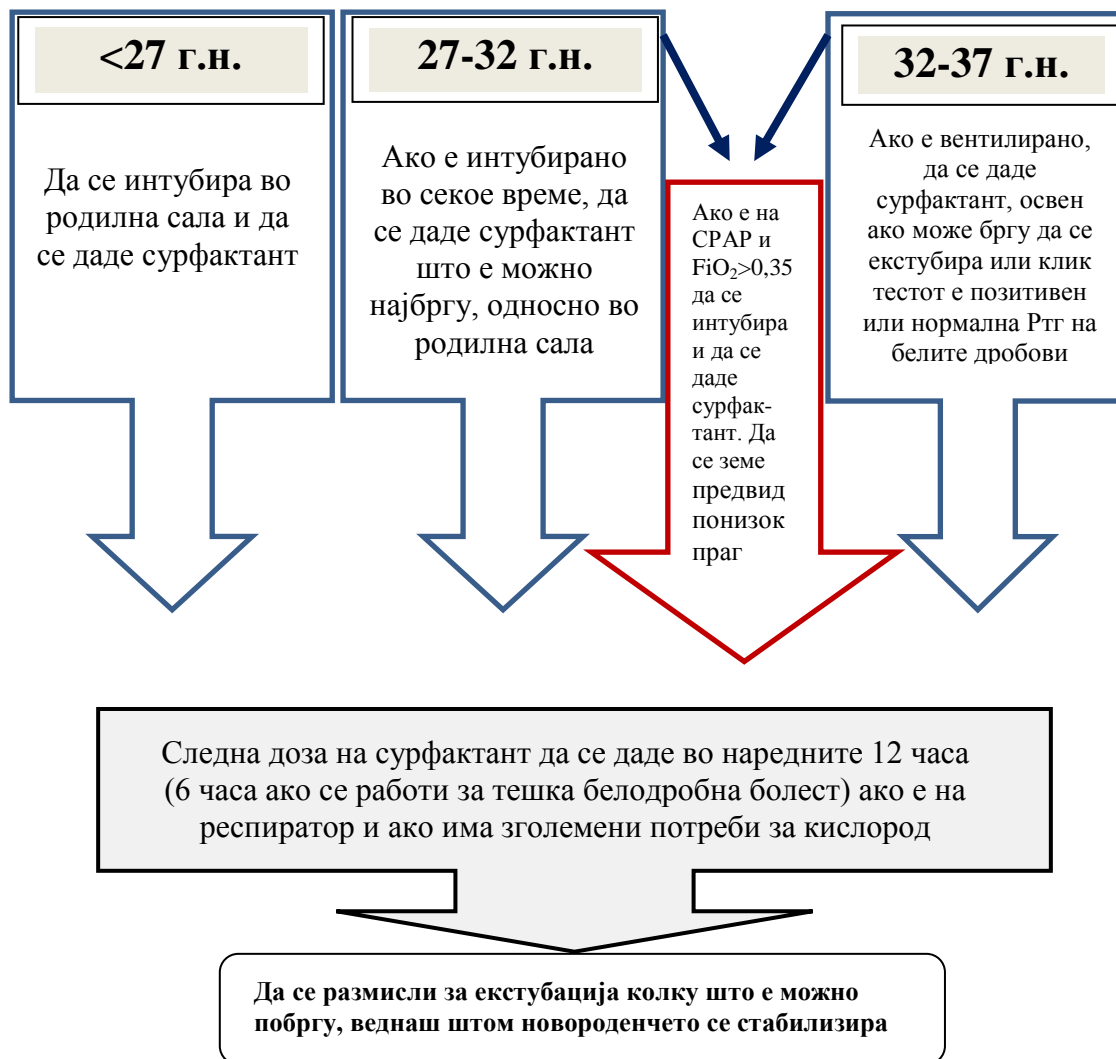 <27 г.н.
Да се интубира во
родилна сала и да
се даде сурфактант
27-32 г.н.
Ако е интубирано
во секое време, да
се даде сурфактант
што е можно
најбргу, односно во
родилна сала
Ако е на
CPAP и
FiO₂>0,35
да се
интубира
и да се
даде
сурфак-
тант. Да
се земе
предвид
понизок
праг
32-37 г.н.
Ако е вентилирано,
да се даде
сурфактант, освен
ако може бргу да се
екстубира или клик
тестот е позитивен
или нормална Ртг на
белите дробови
Следна доза на сурфактант да се даде во наредните 12 часа
(6 часа ако се работи за тешка белодробна болест) ако е на
респиратор и ако има зголемени потреби за кислород
Да се размисли за екстубација колку што е можно
побргу, веднаш штом новороденчето се стабилизира